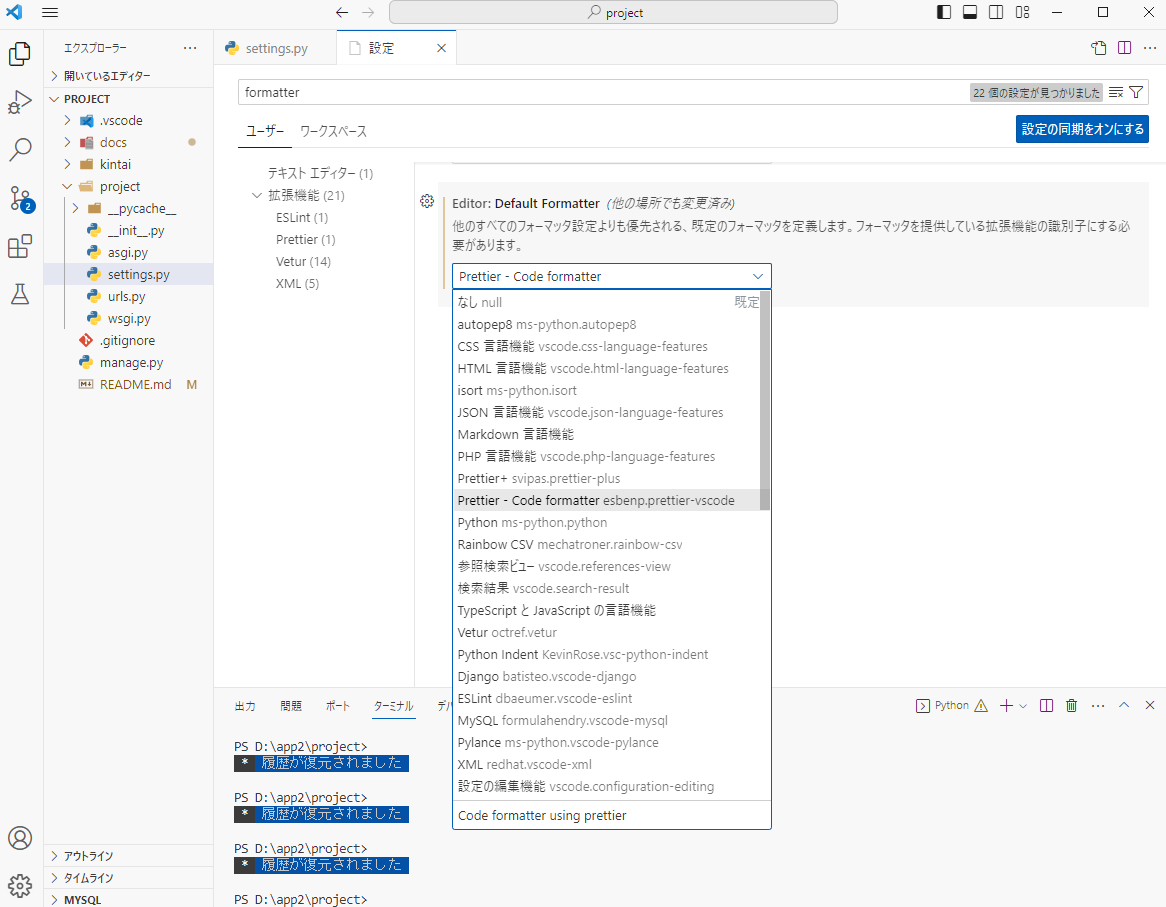 project
エクスプローラー
settings.py
設定
開いているエディター
PROJECT
.vscode
docs
kintai
project
__pycache__
__init__.py
asgi.py
settings.py
urls.py
wsgi.py
.gitignore
manage.py
README.md M
2
アウトライン
タイムライン
MYSQL
formatter
22 個の設定が見つかりました
ユーザー ワークスペース
設定の同期をオンにする
テキスト エディター (1)
拡張機能 (21)
ESLint (1)
Prettier (1)
Vetur (14)
XML (5)
Editor: Default Formatter (他の場所でも変更済み)
他のすべてのフォーマッタ設定よりも優先される、既定のフォーマッタを定義します。フォーマッタを提供している拡張機能の識別子にする必
要があります。
Prettier - Code formatter
なし null 既定
autopep8 ms-python.autopep8
CSS 言語機能 vscode.css-language-features
HTML 言語機能 vscode.html-language-features
isort ms-python.isort
JSON 言語機能 vscode.json-language-features
Markdown 言語機能
PHP 言語機能 vscode.php-language-features
Prettier+ svipas.prettier-plus
Prettier - Code formatter esbenp.prettier-vscode
Python ms-python.python
Rainbow CSV mechatroner.rainbow-csv
参照検索ビュー vscode.references-view
検索結果 vscode.search-result
TypeScript と JavaScript の言語機能
Vetur octref.vetur
Python Indent KevinRose.vsc-python-indent
Django batisteo.vscode-django
ESLint dbaeumer.vscode-eslint
MySQL formulahendry.vscode-mysql
Pylance ms-python.vscode-pylance
XML redhat.vscode-xml
設定の編集機能 vscode.configuration-editing
Code formatter using prettier
出力 問題 ポート ターミナル デバ
Python
PS D:\app2\project>
* 履歴が復元されました
PS D:\app2\project>
* 履歴が復元されました
PS D:\app2\project>
* 履歴が復元されました
PS D:\app2\project>